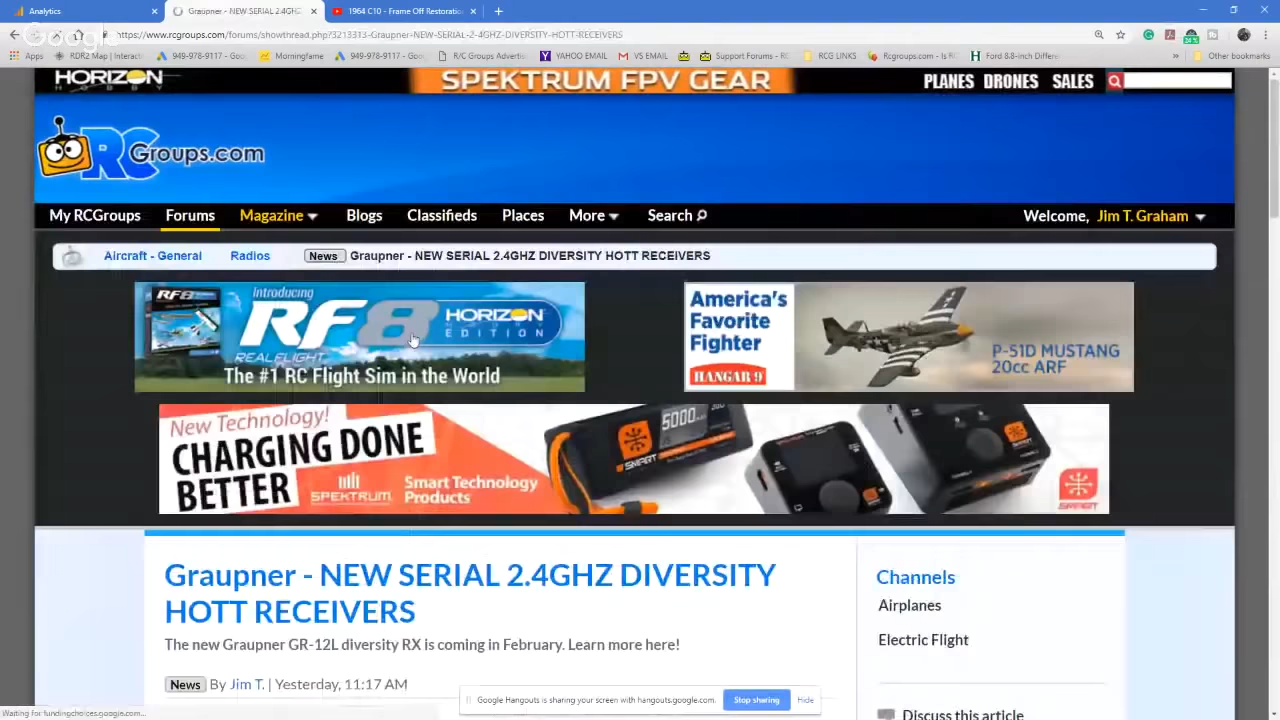 Analytics
Graupner - NEW SERIAL 2.4GHZ
1964 C10 - Frame Off Restoratio
Google
https://www.rcgroups.com/forums/showthread.php?3213313-Graupner-NEW-SERIAL-2-4GHZ-DIVERSITY-HOTT-RECEIVERS
Apps
RDR2 Map | Interact
949-978-9117 - Goo
Morningfame
949-978-9117 - Goo
R/C Groups Advertis
YAHOO EMAIL
VS EMAIL
Support Forums - R
RCG LINKS
Rcgroups.com - Is R
Ford 8.8-inch Differe
Other bookmarks
HORIZON
HOBBY
SPEKTRUM FPV GEAR
PLANES DRONES SALES
RCGroups.com
My RCGroups Forums Magazine Blogs Classifieds Places More Search
Welcome, Jim T. Graham
Aircraft - General Radios News Graupner - NEW SERIAL 2.4GHZ DIVERSITY HOTT RECEIVERS
Introducing
RF8
HORIZON
HOBBY
EDITION
REALFLIGHT
The #1 RC Flight Sim in the World
America's
Favorite
Fighter
HANGAR 9
P-51D MUSTANG
20cc ARF
New Technology!
CHARGING DONE
BETTER
SPEKTRUM
Smart Technology
Products
5000
SMART
Graupner - NEW SERIAL 2.4GHZ DIVERSITY
HOTT RECEIVERS
The new Graupner GR-12L diversity RX is coming in February. Learn more here!
News By Jim T. | Yesterday, 11:17 AM
Channels
Airplanes
Electric Flight
Discuss this article
Google Hangouts is sharing your screen with hangouts.google.com.
Stop sharing
Hide
Waiting for fundingchoices.google.com...